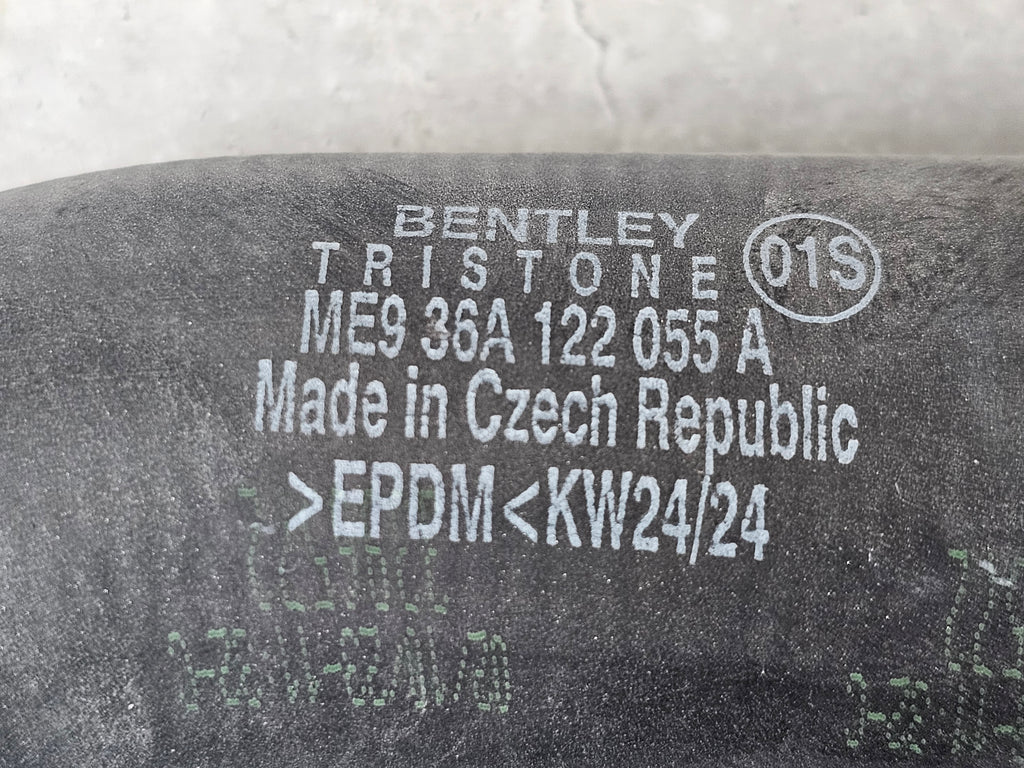 BENTLEY
TRISTONE 01S
ME9 36A 122 055 A
Made in Czech Republic
>EPDM<KW24/24